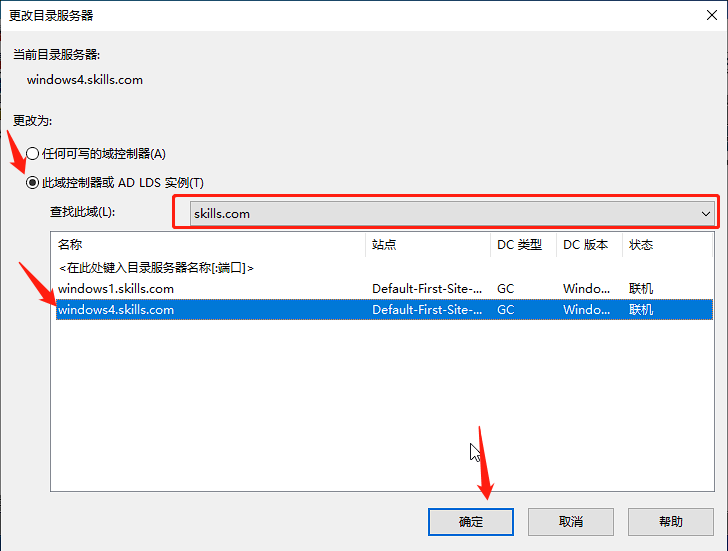 更改目录服务器
当前目录服务器:
windows4.skills.com
更改为:
任何可写的域控制器(A)
此域控制器或 AD LDS 实例(T)
查找此域(L): skills.com
名称 站点 DC 类型 DC 版本 状态
<在此处键入目录服务器名称[:端口]>
windows1.skills.com Default-First-Site-... GC Windo... 联机
windows4.skills.com Default-First-Site-... GC Windo... 联机
确定 取消 帮助